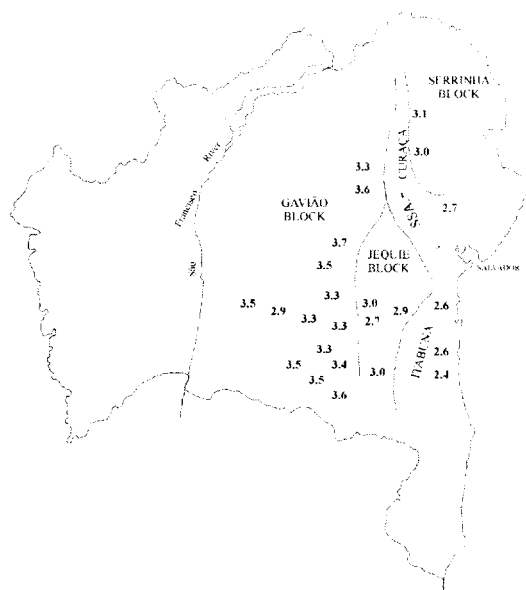 SERRINHA
BLOCK
3.1
CURAÇÁ
3.0
River
3.3
3.6
GAVIÃO
BLOCK
SSA -
2.7
Francisco
3.7
JEQUIE
BLOCK
3.5
São
SALVADOR
3.3
3.5
2.9
3.0
2.9
2.6
3.3
3.3
2.7
3.3
2.6
3.5
3.4
3.0
ITABUNA
2.4
3.5
3.6